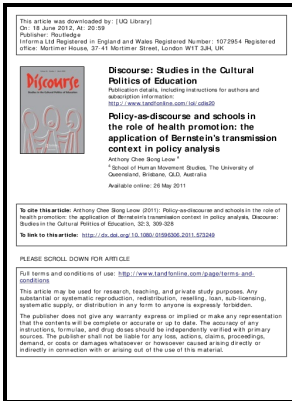 This article was downloaded by: [UQ Library]
On: 18 June 2012, At: 20:59
Publisher: Routledge
Informa Ltd Registered in England and Wales Registered Number: 1072954 Registered
office: Mortimer House, 37-41 Mortimer Street, London W1T 3JH, UK
Discourse
Discourse: Studies in the Cultural
Politics of Education
Publication details, including instructions for authors and
subscription information:
http://www.tandfonline.com/loi/cdis20
Policy-as-discourse and schools in
the role of health promotion: the
application of Bernstein's transmission
context in policy analysis
Anthony Chee Siong Leow a
a School of Human Movement Studies, The University of
Queensland, Brisbane, QLD, Australia
Available online: 26 May 2011
To cite this article: Anthony Chee Siong Leow (2011): Policy-as-discourse and schools in the role of
health promotion: the application of Bernstein's transmission context in policy analysis, Discourse:
Studies in the Cultural Politics of Education, 32:3, 309-328
To link to this article: http://dx.doi.org/10.1080/01596306.2011.573249
PLEASE SCROLL DOWN FOR ARTICLE
Full terms and conditions of use: http://www.tandfonline.com/page/terms-and-
conditions
This article may be used for research, teaching, and private study purposes. Any
substantial or systematic reproduction, redistribution, reselling, loan, sub-licensing,
systematic supply, or distribution in any form to anyone is expressly forbidden.
The publisher does not give any warranty express or implied or make any representation
that the contents will be complete or accurate or up to date. The accuracy of any
instructions, formulae, and drug doses should be independently verified with primary
sources. The publisher shall not be liable for any loss, actions, claims, proceedings,
demand, or costs or damages whatsoever or howsoever caused arising directly or
indirectly in connection with or arising out of the use of this material.